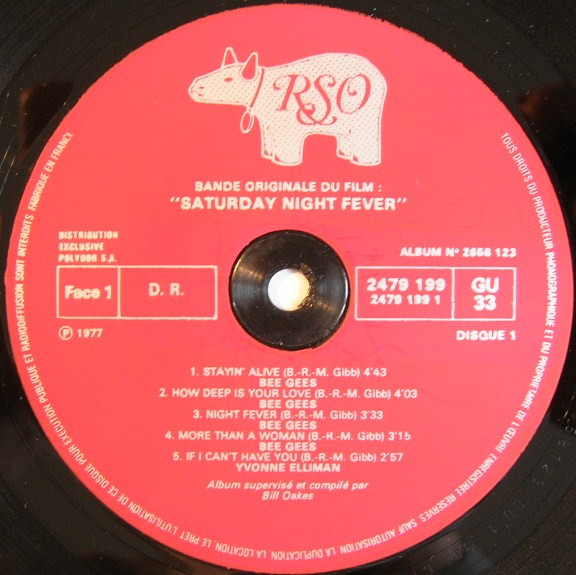 RSO
BANDE ORIGINALE DU FILM :
"SATURDAY NIGHT FEVER"
DISTRIBUTION
EXCLUSIVE
POLYDOR S.A.
ALBUM Nº 2658 123
Face 1
D. R.
2479 199
2479 199 1
GU
33
Ⓟ 1977
DISQUE 1
1. STAYIN' ALIVE (B.-R.-M. Gibb) 4'43
BEE GEES
2. HOW DEEP IS YOUR LOVE (B.-R.-M. Gibb) 4'03
BEE GEES
3. NIGHT FEVER (B.-R.-M. Gibb) 3'33
BEE GEES
4. MORE THAN A WOMAN (B.-R.-M. Gibb) 3'15
BEE GEES
5. IF I CAN'T HAVE YOU (B.-R.-M. Gibb) 2'57
YVONNE ELLIMAN
Album supervisé et compilé par
Bill Oakes
TOUS DROITS DU PRODUCTEUR PHONOGRAPHIQUE ET DU PROPRIETAIRE DE L'ŒUVRE ENREGISTREE RESERVES. SAUF AUTORISATION, LA DUPLICATION, LA LOCATION, LE PRET, L'UTILISATION DE CE DISQUE POUR EXECUTION PUBLIQUE ET RADIODIFFUSION SONT INTERDITS. FABRIQUE EN FRANCE.